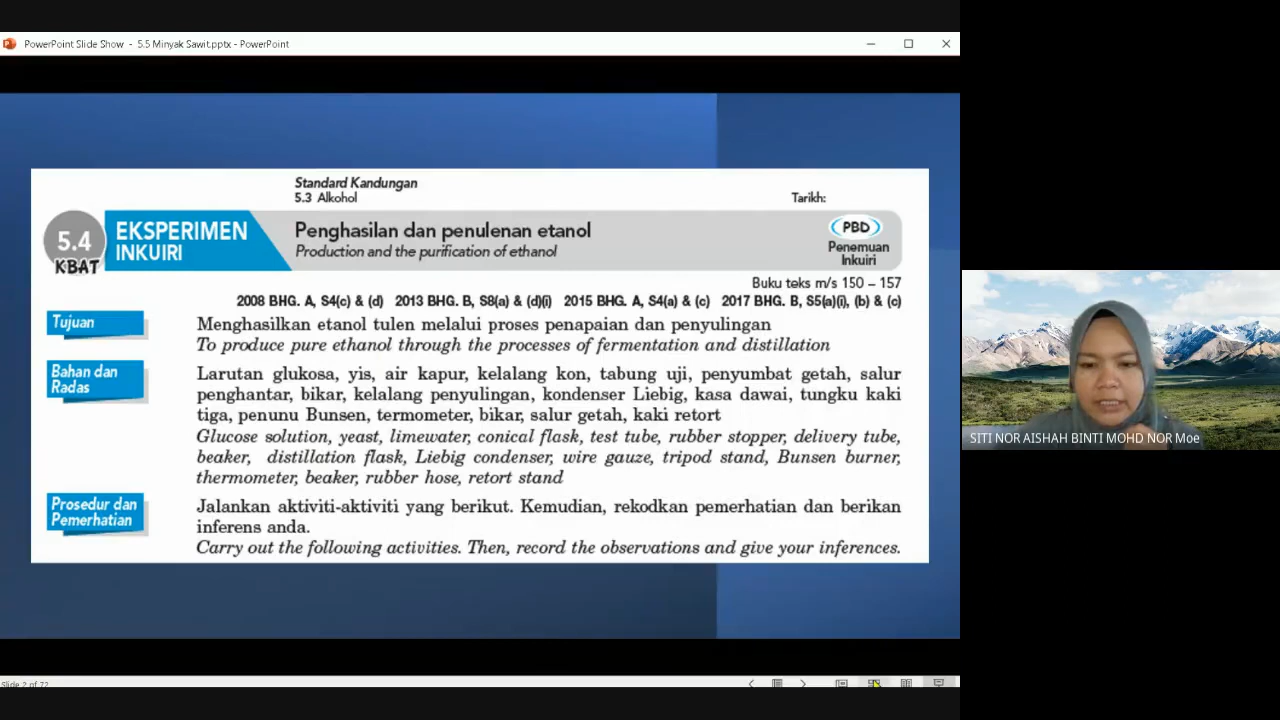 PowerPoint Slide Show - 5.5 Minyak Sawit.pptx - PowerPoint
Standard Kandungan
5.3 Alkohol
Tarikh:
5.4
KBAT
EKSPERIMEN
INKUIRI
Penghasilan dan penulenan etanol
Production and the purification of ethanol
PBD
Penemuan
Inkuiri
Buku teks m/s 150 – 157
2008 BHG. A, S4(c) & (d) 2013 BHG. B, S8(a) & (d)(i) 2015 BHG. A, S4(a) & (c) 2017 BHG. B, S5(a)(i), (b) & (c)
Tujuan
Menghasilkan etanol tulen melalui proses penapaian dan penyulingan
To produce pure ethanol through the processes of fermentation and distillation
Bahan dan
Radas
Larutan glukosa, yis, air kapur, kelalang kon, tabung uji, penyumbat getah, salur
penghantar, bikar, kelalang penyulingan, kondenser Liebig, kasa dawai, tungku kaki
tiga, penunu Bunsen, termometer, bikar, salur getah, kaki retort
Glucose solution, yeast, limewater, conical flask, test tube, rubber stopper, delivery tube,
beaker, distillation flask, Liebig condenser, wire gauze, tripod stand, Bunsen burner,
thermometer, beaker, rubber hose, retort stand
Prosedur dan
Pemerhatian
Jalankan aktiviti-aktiviti yang berikut. Kemudian, rekodkan pemerhatian dan berikan
inferens anda.
Carry out the following activities. Then, record the observations and give your inferences.
SITI NOR AISHAH BINTI MOHD NOR Moe
Slide 2 of 72